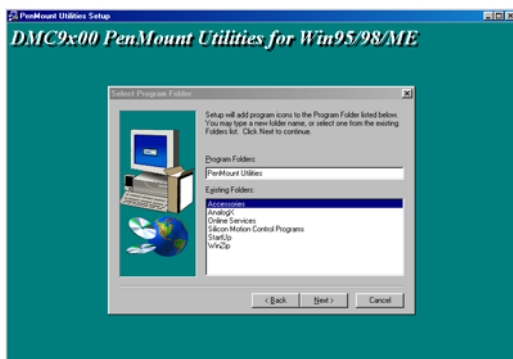 PenMount Utilities Setup
DMC9x00 PenMount Utilities for Win95/98/ME
Select Program Folder
Setup will add program icons to the Program Folder listed below.
You may type a new folder name, or select one from the existing
Folders list. Click Next to continue.
Program Folders:
PenMount Utilities
Existing Folders:
Accessories
AnalogX
Online Services
Silicon Motion Control Programs
StartUp
WinZip
< Back
Next >
Cancel